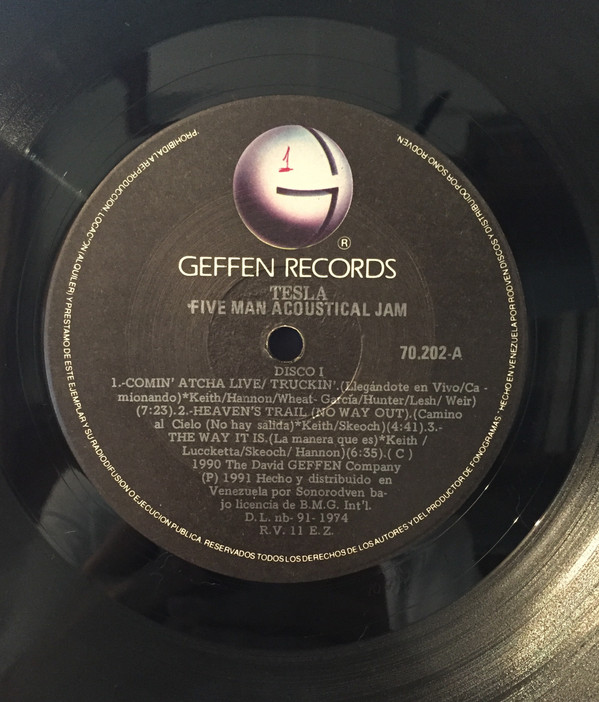 1
G
®
GEFFEN RECORDS
TESLA
FIVE MAN ACOUSTICAL JAM
70.202-A
DISCO I
1.-COMIN' ATCHA LIVE/ TRUCKIN'.(Llegándote en Vivo/Ca -
mionando)*Keith/Hannon/Wheat- García/Hunter/Lesh/ Weir)
(7:23).2.-HEAVEN'S TRAIL (NO WAY OUT).(Camino
al Cielo (No hay salida)*Keith/Skeoch)(4:41).3.-
THE WAY IT IS.(La manera que es)*Keith /
Luccketta/Skeoch/ Hannon)(6:35).( C )
1990 The David GEFFEN Company
(P) 1991 Hecho y distribuido en
Venezuela por Sonorodven ba-
jo licencia de B.M.G. Int'l.
D.L. nb- 91- 1974
R.V. 11 E.Z.
"PROHIBIDA LA REPRODUCCION, LOCACION (ALQUILER) Y PRESTAMO DE ESTE EJEMPLAR Y SU RADIODIFUSION O EJECUCION PUBLICA. RESERVADOS TODOS LOS DERECHOS DE LOS AUTORES Y DEL PRODUCTOR DE FONOGRAMAS." HECHO EN VENEZUELA POR RODVEN DISCOS Y DISTRIBUIDO POR SONO RODVEN.